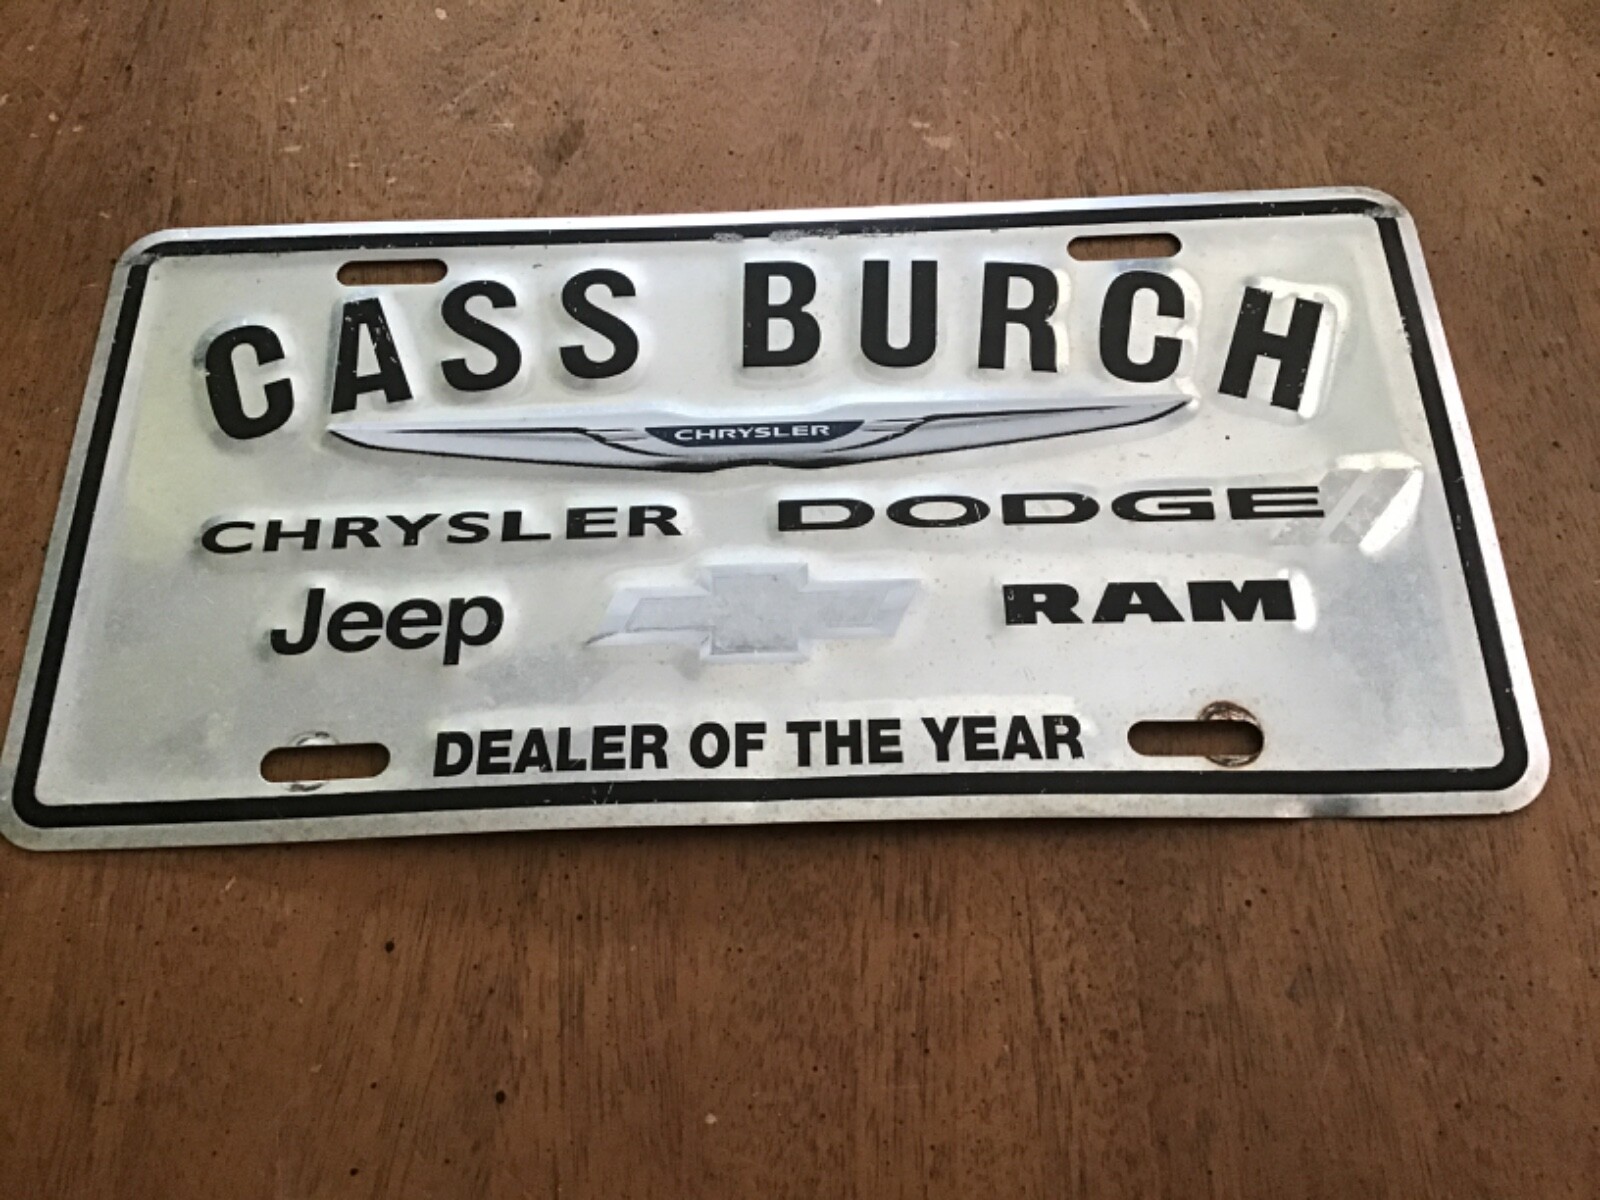 CASS BURCH
CHRYSLER
CHRYSLER DODGE
Jeep RAM
DEALER OF THE YEAR